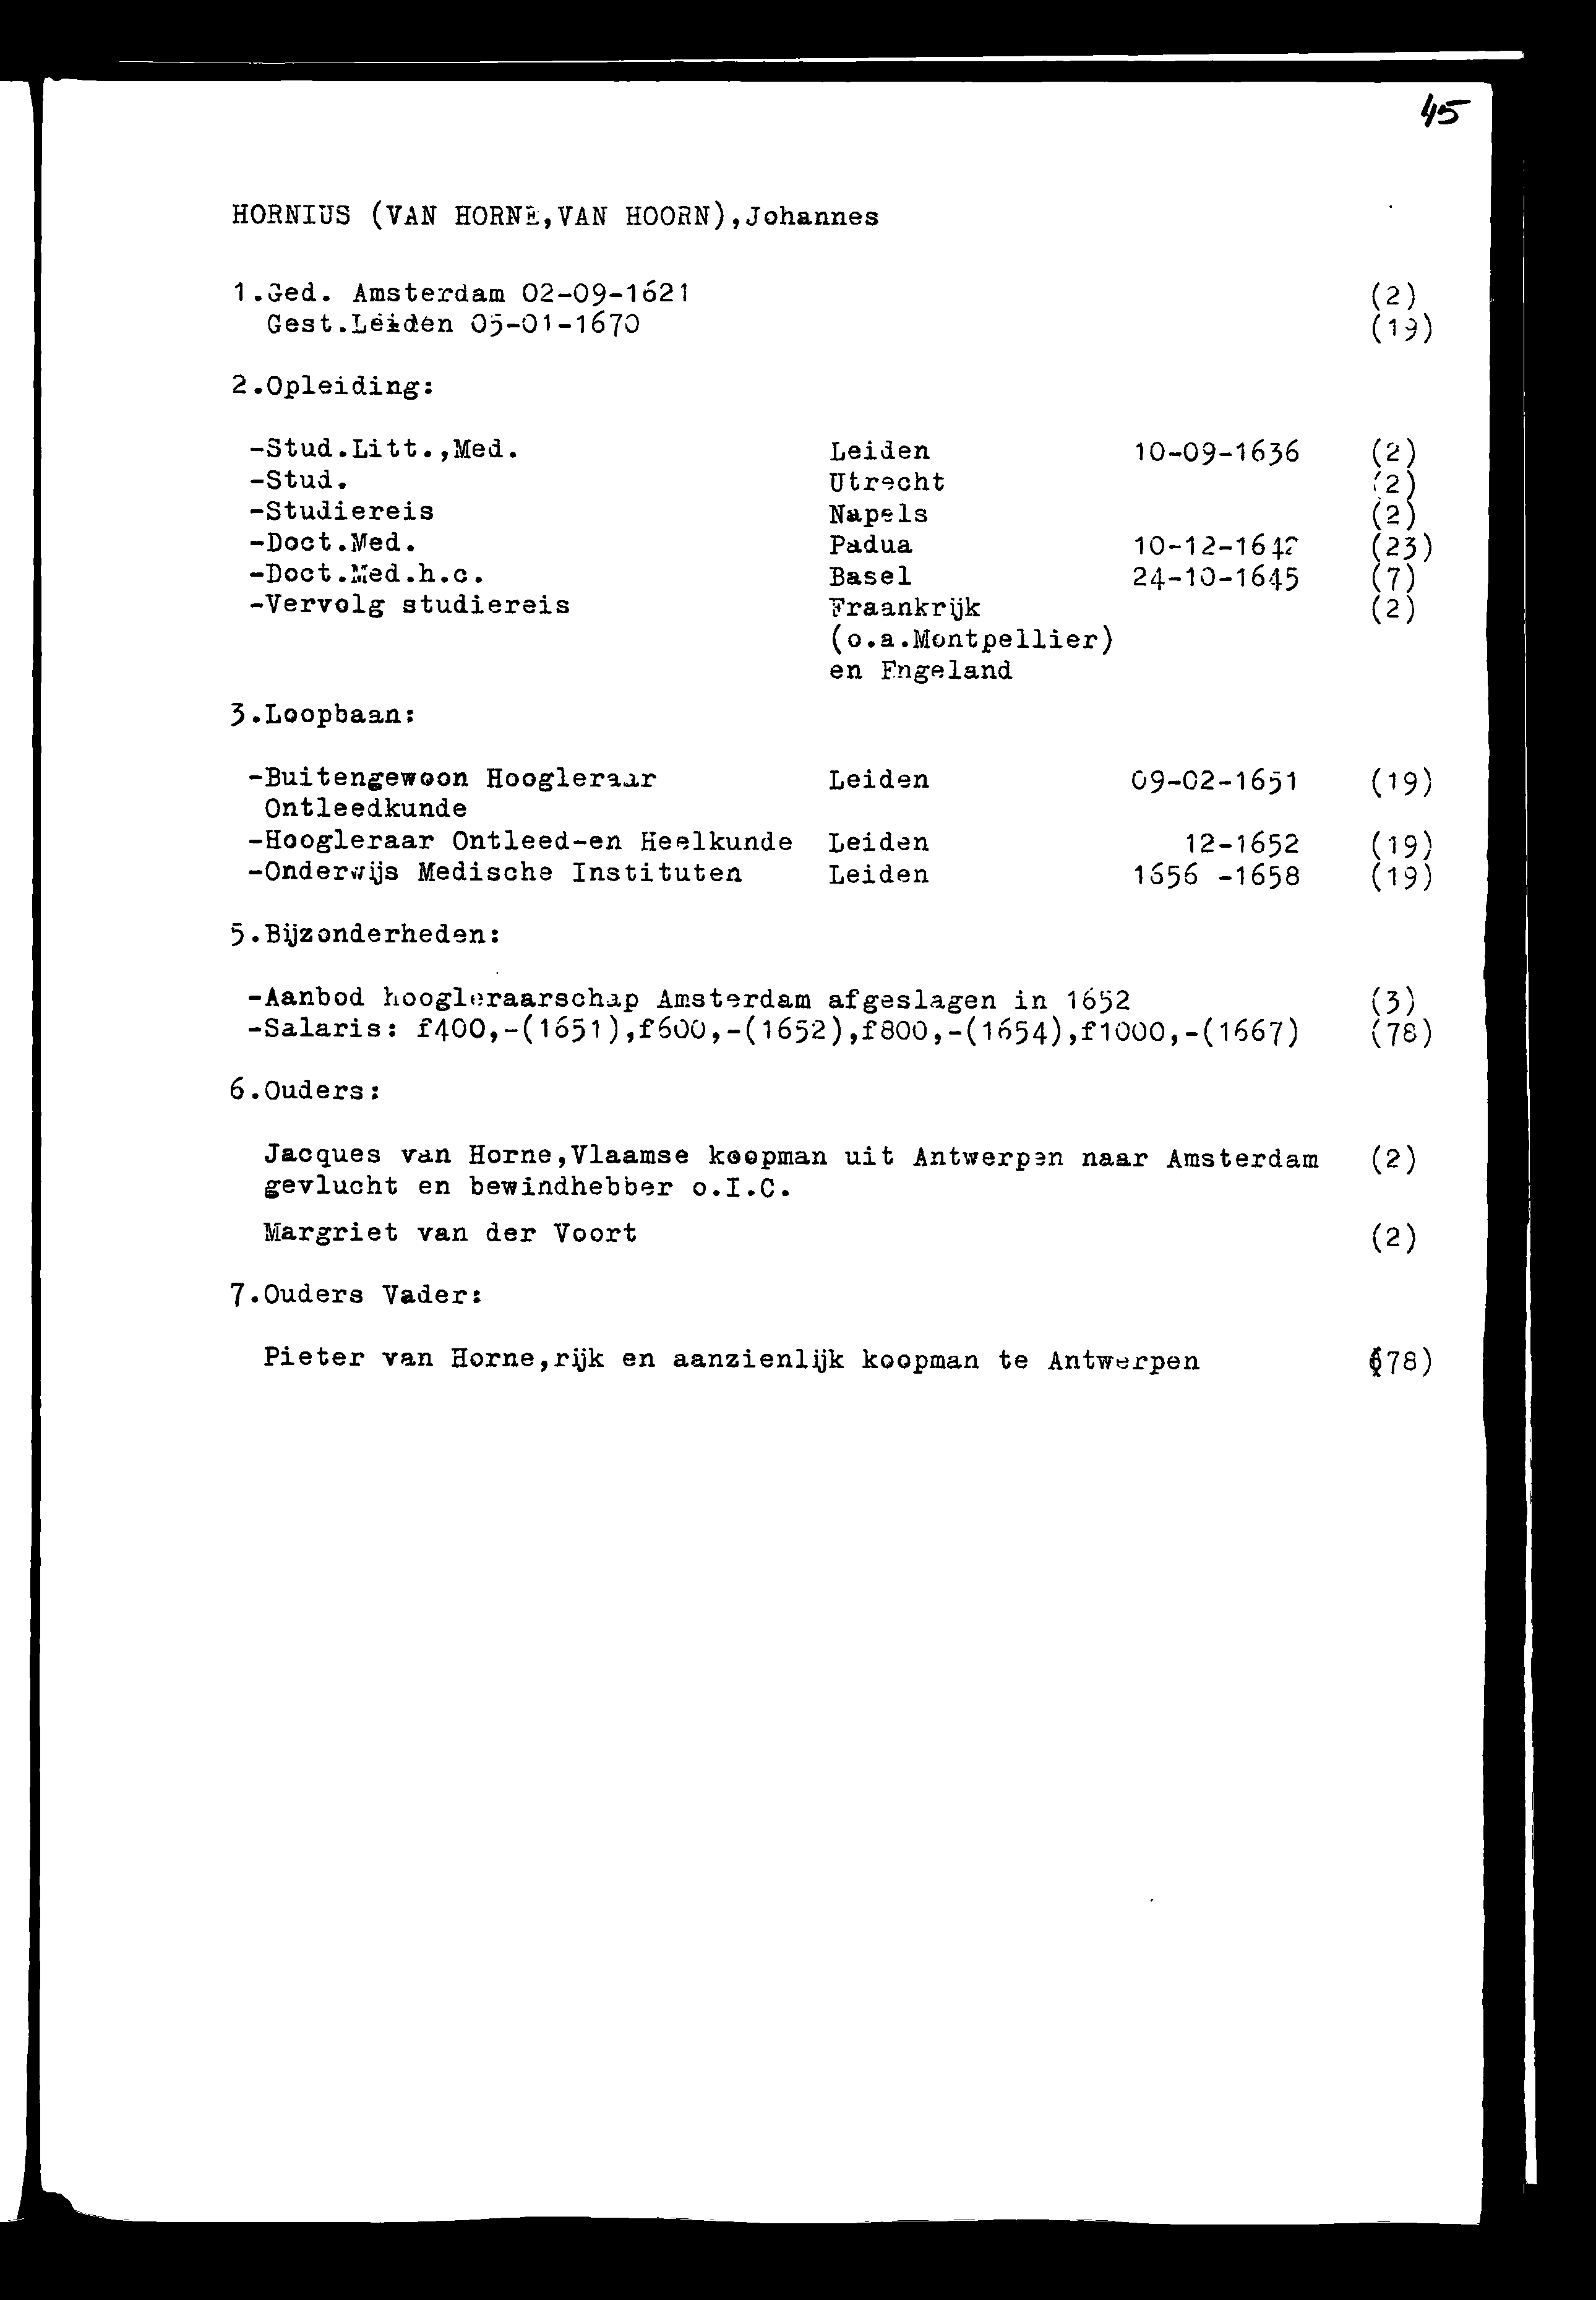 45
HORNIUS (VAN HORNE,VAN HOORN),Johannes
1.Ged. Amsterdam 02-09-1621 (2)
Gest.Leiden 05-01-1670 (19)
2.Opleiding:
-Stud.Litt.,Med. Leiden 10-09-1636 (2)
-Stud. Utrecht (2)
-Studiereis Napels (2)
-Doct.Med. Padua 10-12-1642 (23)
-Doct.Med.h.c. Basel 24-10-1645 (7)
-Vervolg studiereis Fraankrijk (2)
(o.a.Montpellier)
en Engeland
3.Loopbaan:
-Buitengewoon Hoogleraar Leiden 09-02-1651 (19)
Ontleedkunde
-Hoogleraar Ontleed-en Heelkunde Leiden 12-1652 (19)
-Onderwijs Medische Instituten Leiden 1656 -1658 (19)
5.Bijzonderheden:
-Aanbod hoogleraarschap Amsterdam afgeslagen in 1652 (3)
-Salaris: f400,-(1651),f600,-(1652),f800,-(1654),f1000,-(1667) (78)
6.Ouders:
Jacques van Horne,Vlaamse koopman uit Antwerpen naar Amsterdam (2)
gevlucht en bewindhebber o.I.C.
Margriet van der Voort (2)
7.Ouders Vader:
Pieter van Horne,rijk en aanzienlijk koopman te Antwerpen (78)